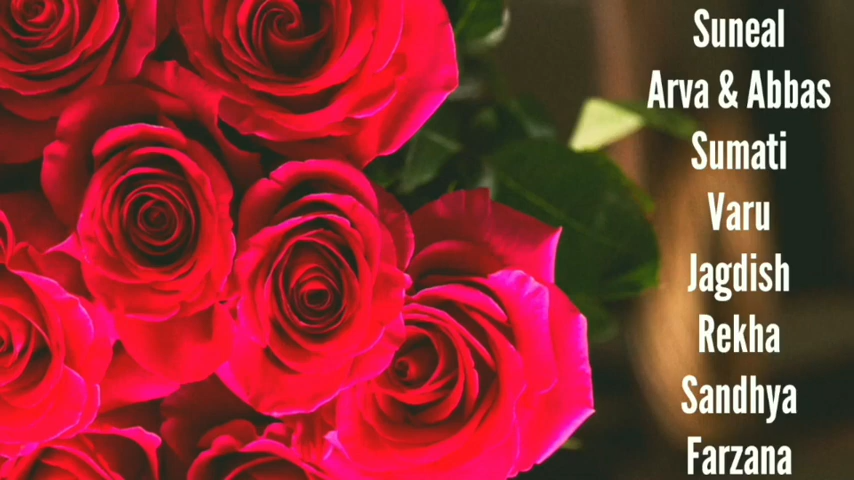 Suneal
Arva & Abbas
Sumati
Varu
Jagdish
Rekha
Sandhya
Farzana